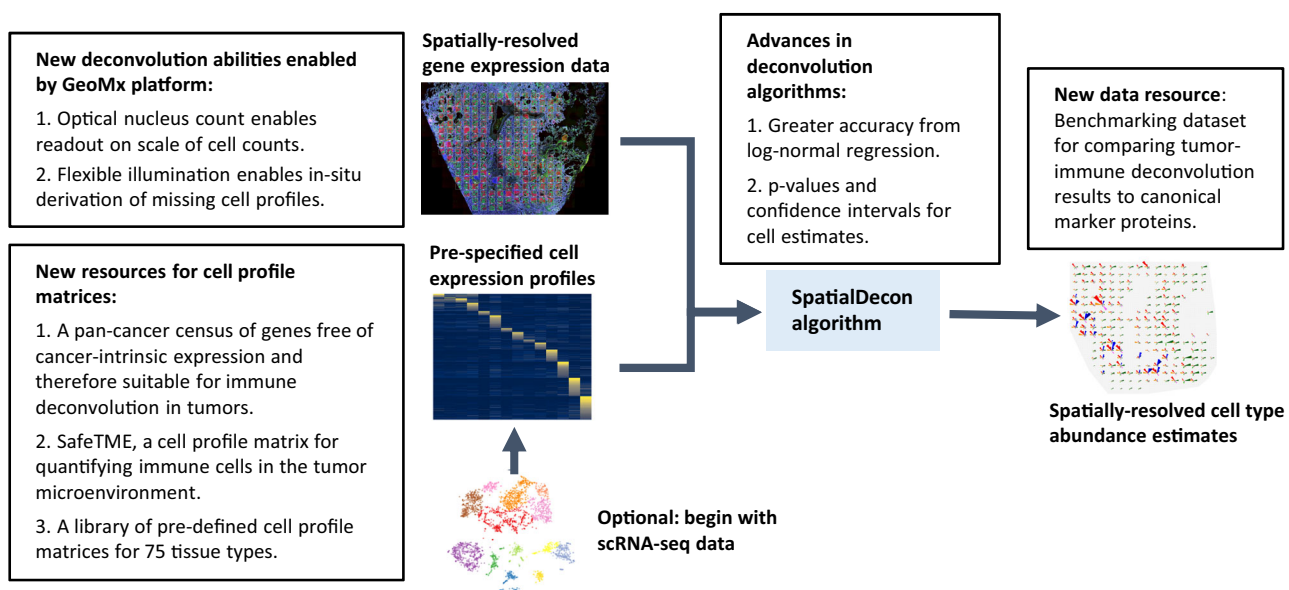 New deconvolution abilities enabled
by GeoMx platform:
1. Optical nucleus count enables
readout on scale of cell counts.
2. Flexible illumination enables in-situ
derivation of missing cell profiles.
New resources for cell profile
matrices:
1. A pan-cancer census of genes free of
cancer-intrinsic expression and
therefore suitable for immune
deconvolution in tumors.
2. SafeTME, a cell profile matrix for
quantifying immune cells in the tumor
microenvironment.
3. A library of pre-defined cell profile
matrices for 75 tissue types.
Spatially-resolved
gene expression data
Pre-specified cell
expression profiles
Optional: begin with
scRNA-seq data
Advances in
deconvolution
algorithms:
1. Greater accuracy from
log-normal regression.
2. p-values and
confidence intervals for
cell estimates.
SpatialDecon
algorithm
New data resource:
Benchmarking dataset
for comparing tumor-
immune deconvolution
results to canonical
marker proteins.
Spatially-resolved cell type
abundance estimates